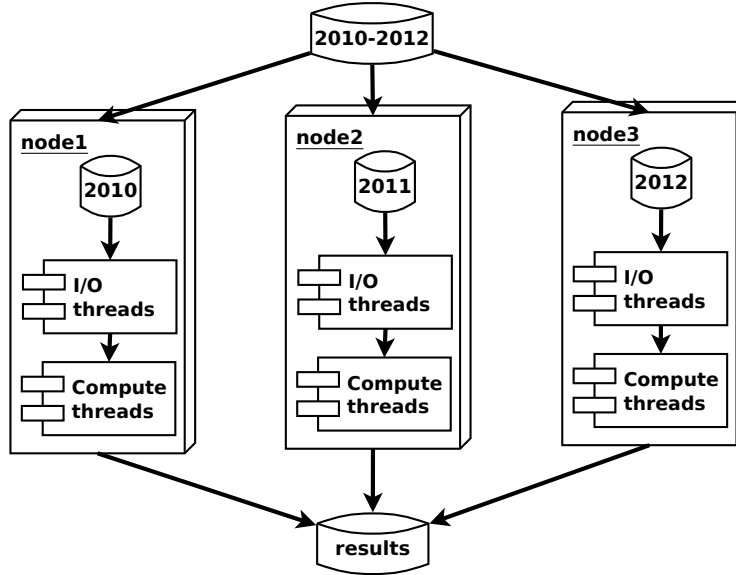 2010-2012
node1
2010
I/O
threads
Compute
threads
node2
2011
I/O
threads
Compute
threads
node3
2012
I/O
threads
Compute
threads
results